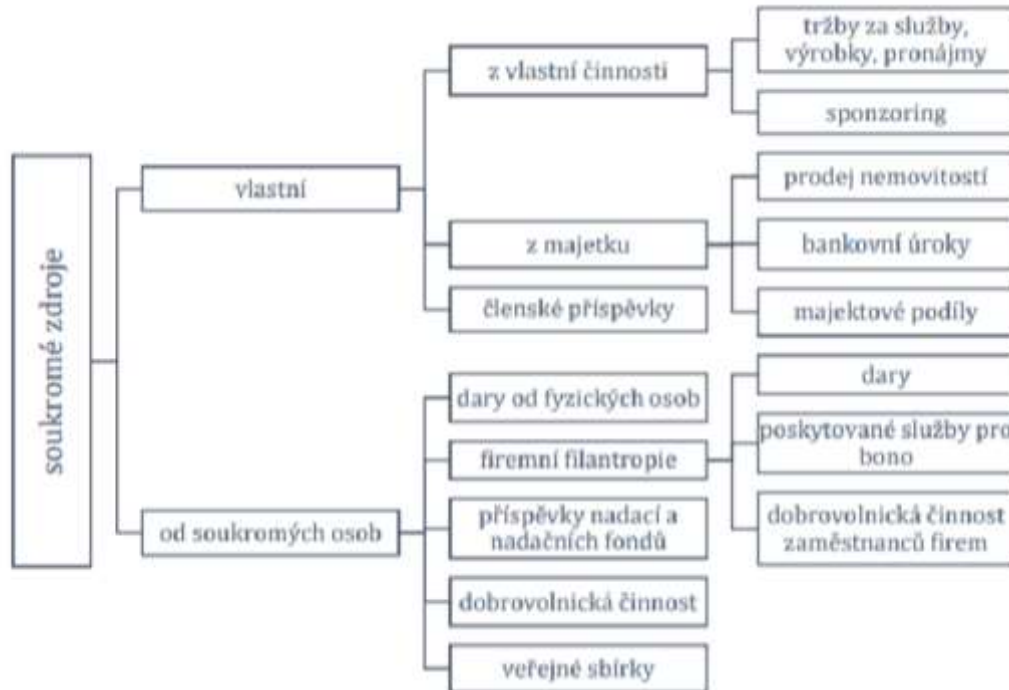 soukromé zdroje
vlastní
z vlastní činnosti
tržby za služby,
výrobky, pronájmy
sponzoring
z majetku
prodej nemovitostí
bankovní úroky
majektové podíly
členské příspěvky
od soukromých osob
dary od fyzických osob
firemní filantropie
dary
poskytované služby pro
bono
dobrovolnická činnost
zaměstnanců firem
příspěvky nadací a
nadačních fondů
dobrovolnická činnost
veřejné sbírky